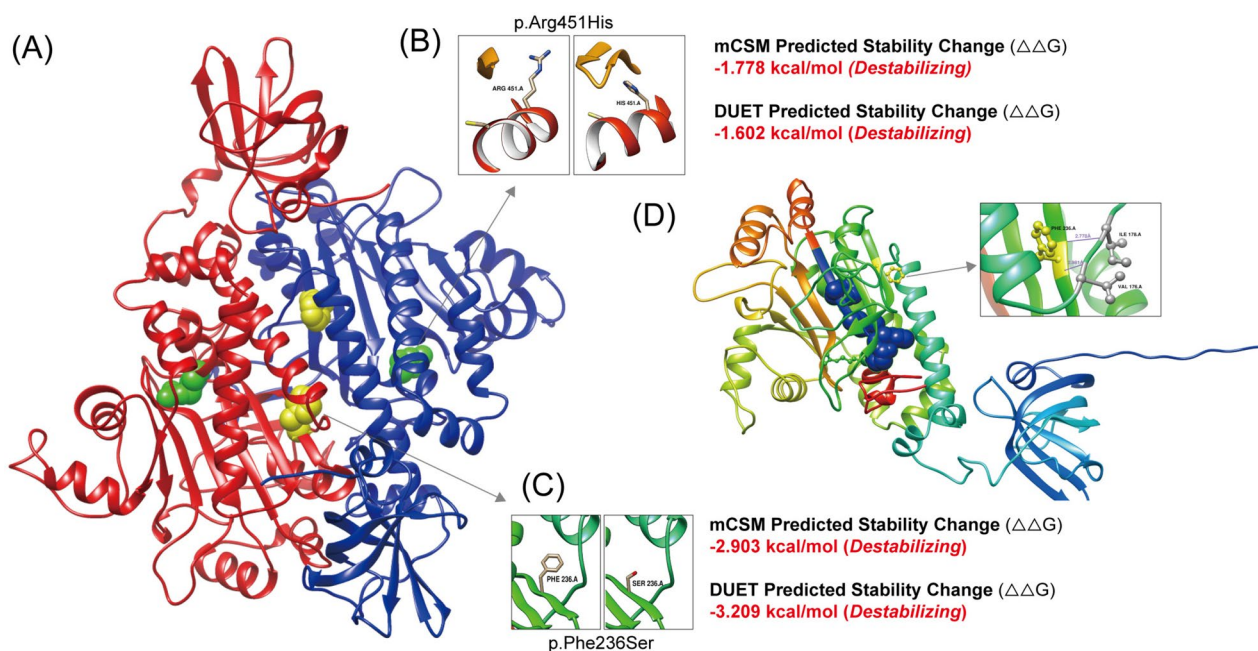 (A)
(B)
p.Arg451His
ARG 451.A
HIS 451.A
mCSM Predicted Stability Change (△△G)
-1.778 kcal/mol (Destabilizing)
DUET Predicted Stability Change (△△G)
-1.602 kcal/mol (Destabilizing)
(D)
PHE 236.A
ILE 178.A
VAL 176.A
(C)
PHE 236.A
SER 236.A
p.Phe236Ser
mCSM Predicted Stability Change (△△G)
-2.903 kcal/mol (Destabilizing)
DUET Predicted Stability Change (△△G)
-3.209 kcal/mol (Destabilizing)